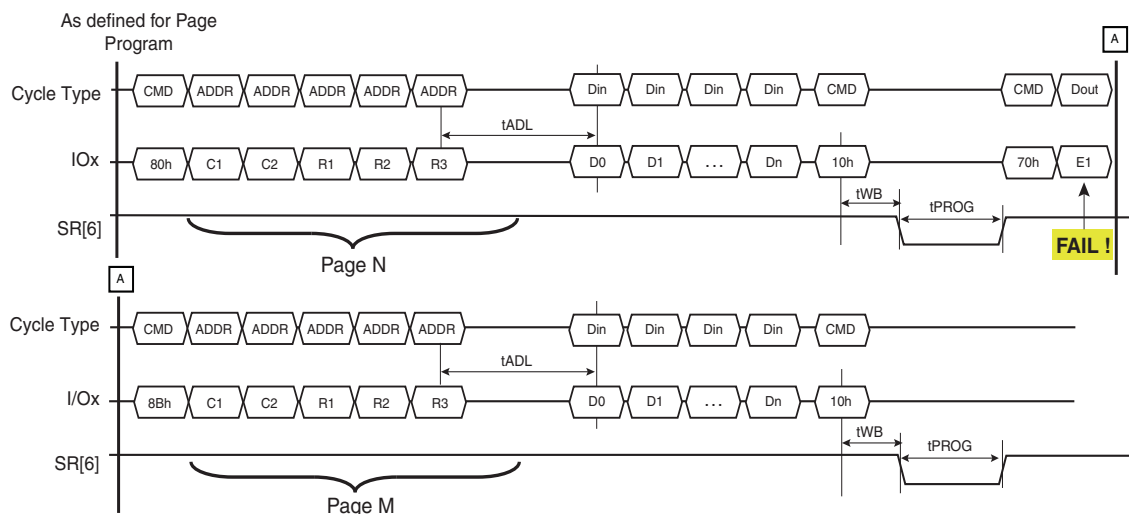 As defined for Page
Program
A
Cycle Type CMD ADDR ADDR ADDR ADDR ADDR Din Din Din Din CMD CMD Dout
tADL
IOx 80h C1 C2 R1 R2 R3 D0 D1 ... Dn 10h 70h E1
tWB tPROG
SR[6]
FAIL !
Page N
A
Cycle Type CMD ADDR ADDR ADDR ADDR ADDR Din Din Din Din CMD
tADL
I/Ox 8Bh C1 C2 R1 R2 R3 D0 D1 ... Dn 10h
tWB tPROG
SR[6]
Page M